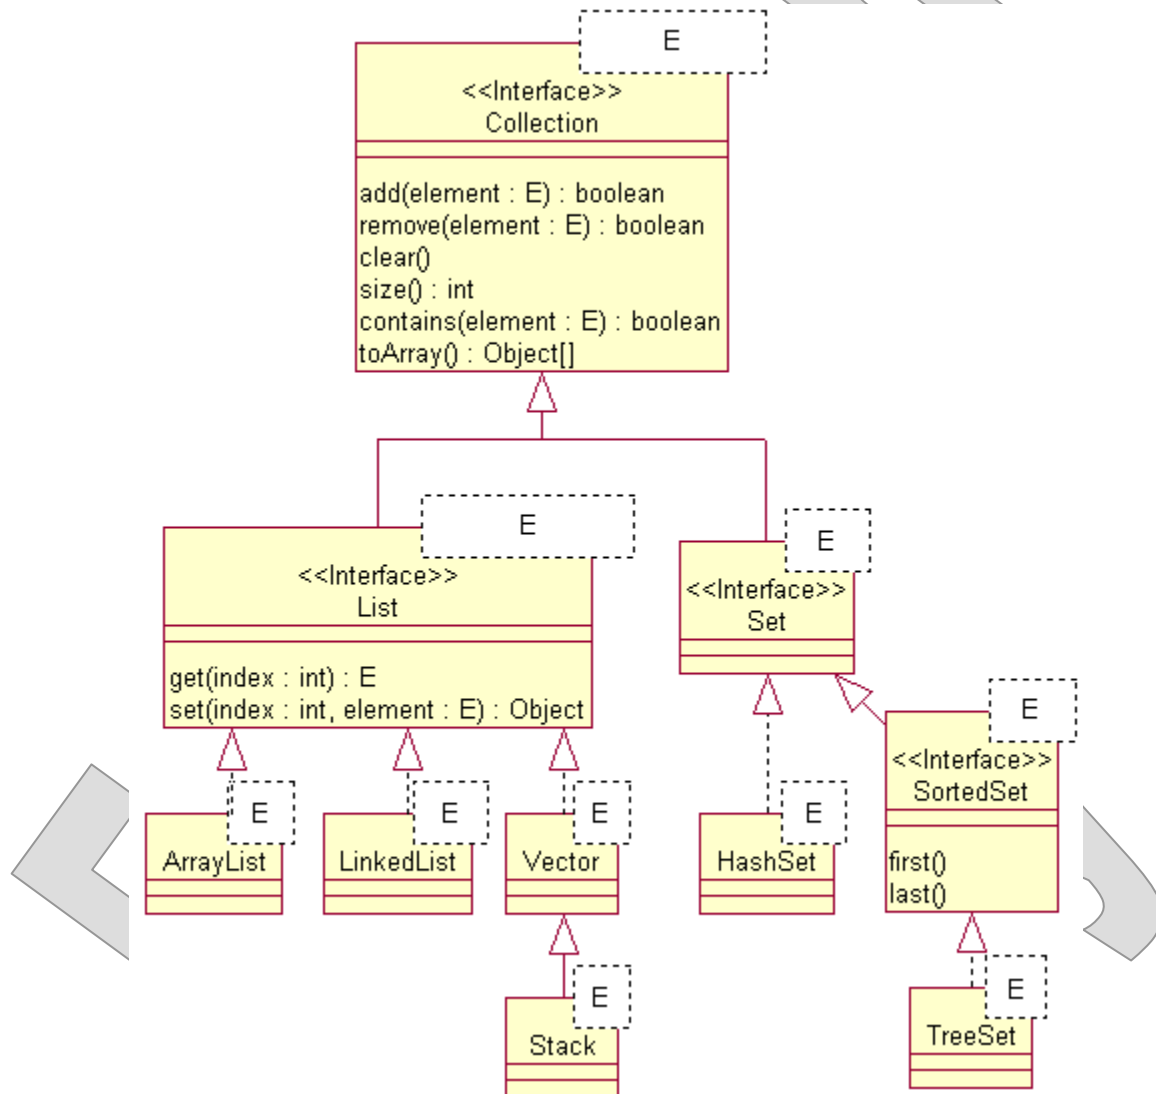 E
<<Interface>>
Collection
add(element : E) : boolean
remove(element : E) : boolean
clear()
size() : int
contains(element : E) : boolean
toArray() : Object[]
E
<<Interface>>
List
get(index : int) : E
set(index : int, element : E) : Object
E
<<Interface>>
Set
E
<<Interface>>
SortedSet
first()
last()
E
ArrayList
E
LinkedList
E
Vector
E
HashSet
E
Stack
E
TreeSet